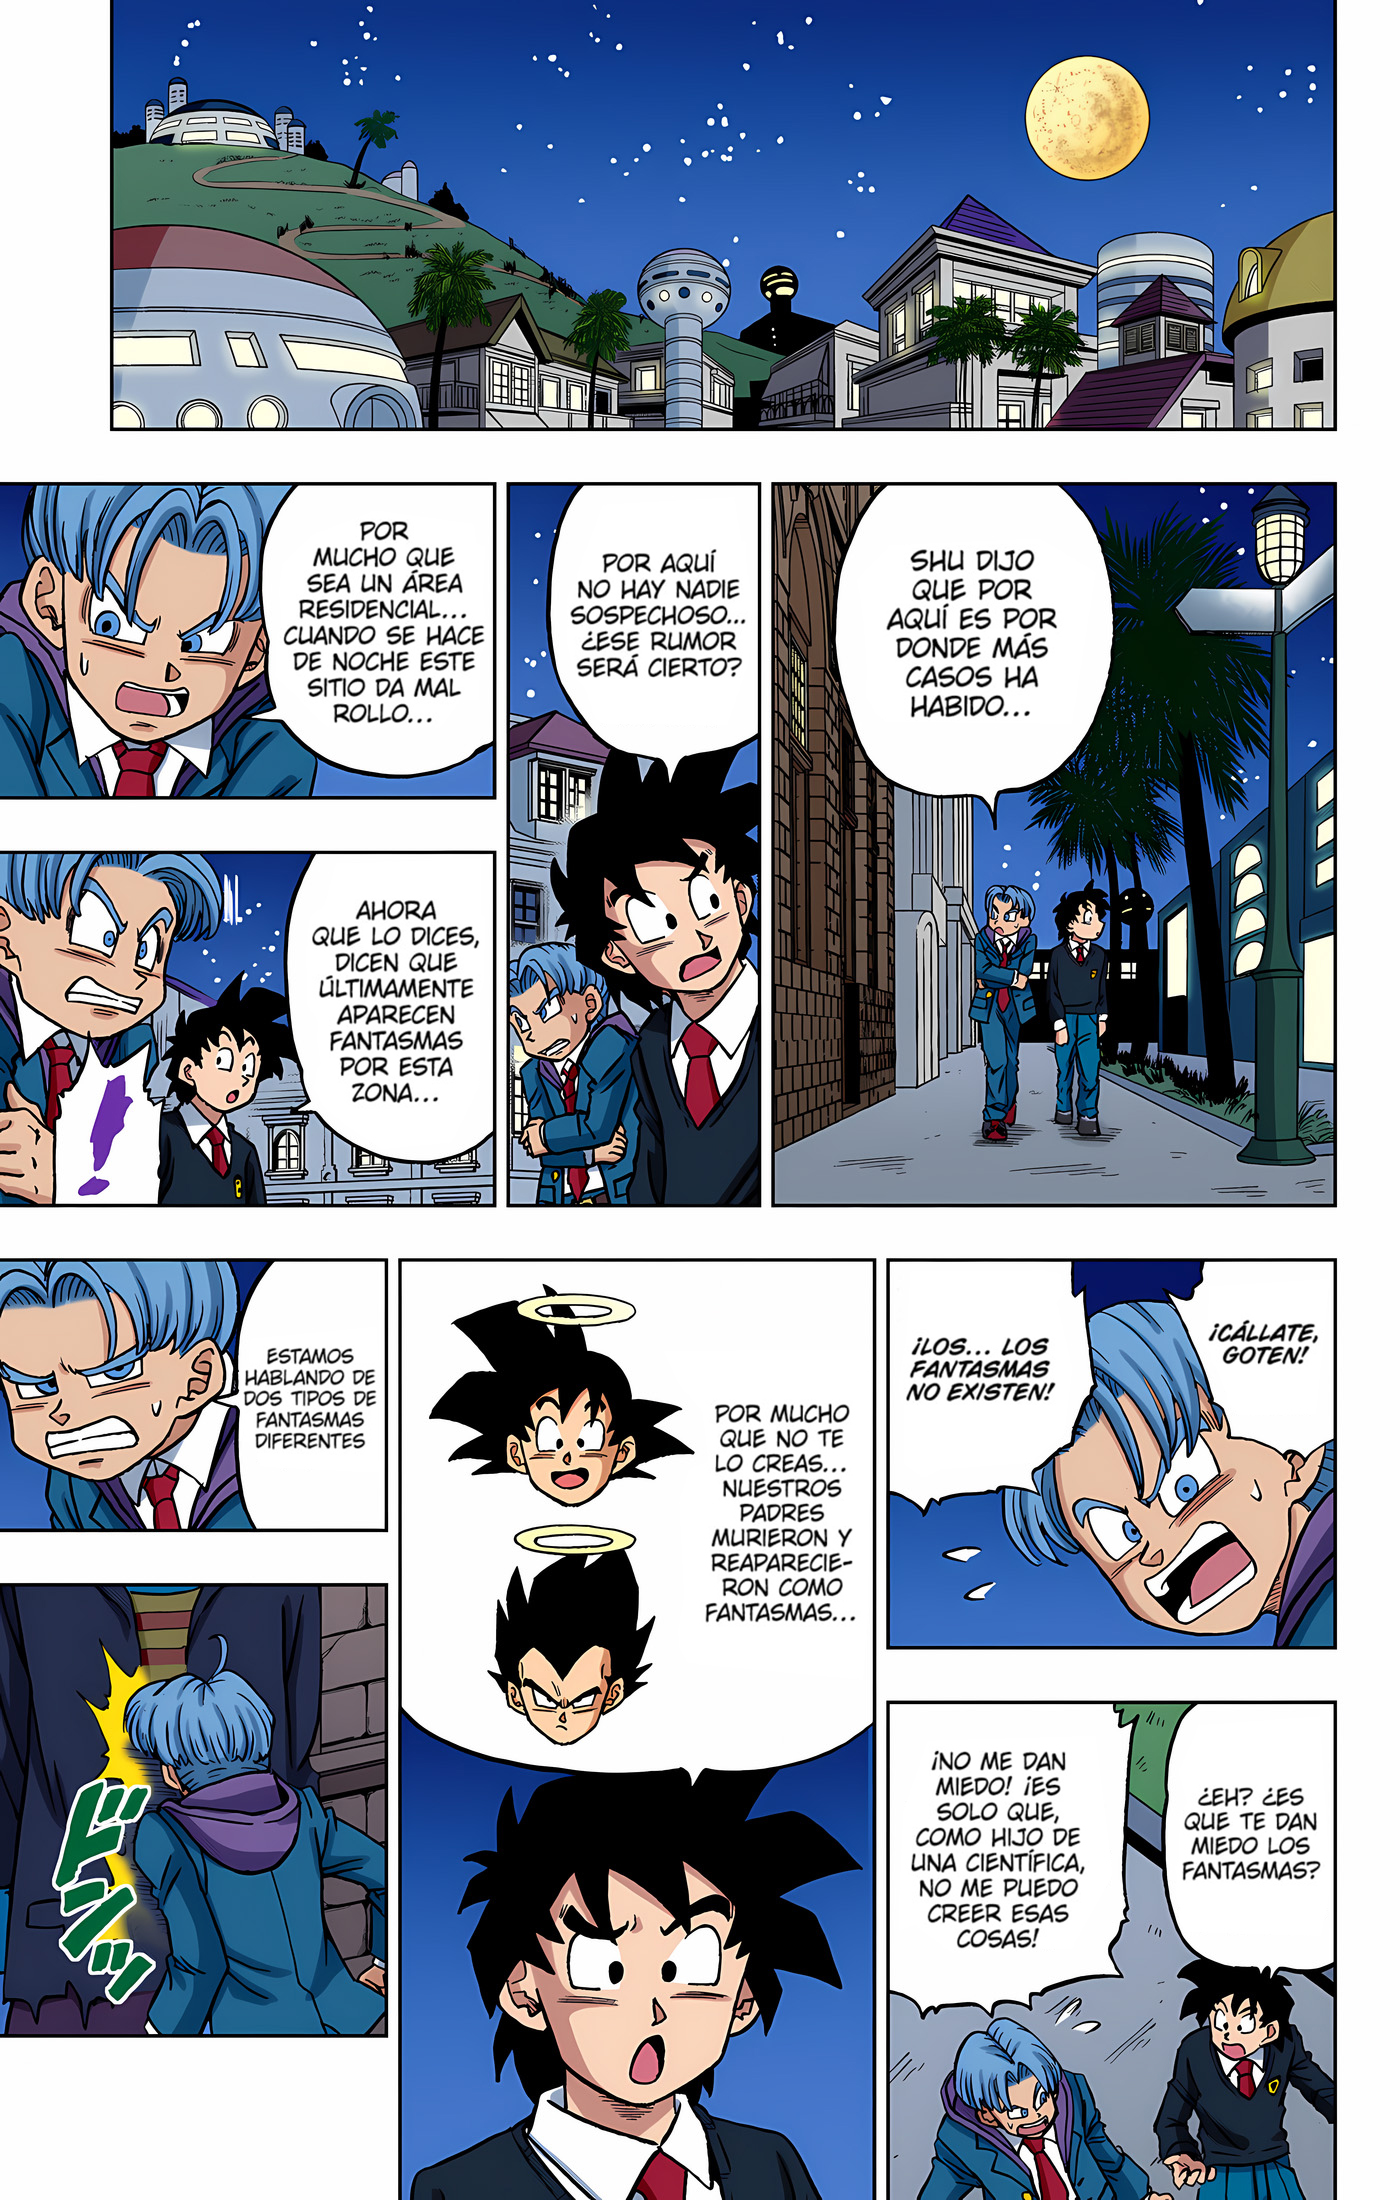 SHU DIJO
QUE POR
AQUÍ ES POR
DONDE MÁS
CASOS HA
HABIDO...
POR AQUÍ
NO HAY NADIE
SOSPECHOSO...
¿ESE RUMOR
SERÁ CIERTO?
POR
MUCHO QUE
SEA UN ÁREA
RESIDENCIAL...
CUANDO SE HACE
DE NOCHE ESTE
SITIO DA MAL
ROLLO...
AHORA
QUE LO DICES,
DICEN QUE
ÚLTIMAMENTE
APARECEN
FANTASMAS
POR ESTA
ZONA...
!
¡CÁLLATE,
GOTEN!
¡LOS... LOS
FANTASMAS
NO EXISTEN!
¿EH? ¿ES
QUE TE DAN
MIEDO LOS
FANTASMAS?
¡NO ME DAN
MIEDO! ¡ES
SOLO QUE,
COMO HIJO DE
UNA CIENTÍFICA,
NO ME PUEDO
CREER ESAS
COSAS!
POR MUCHO
QUE NO TE
LO CREAS...
NUESTROS
PADRES
MURIERON Y
REAPARECIE-
RON COMO
FANTASMAS...
ESTAMOS
HABLANDO DE
DOS TIPOS DE
FANTASMAS
DIFERENTES
ドンッ